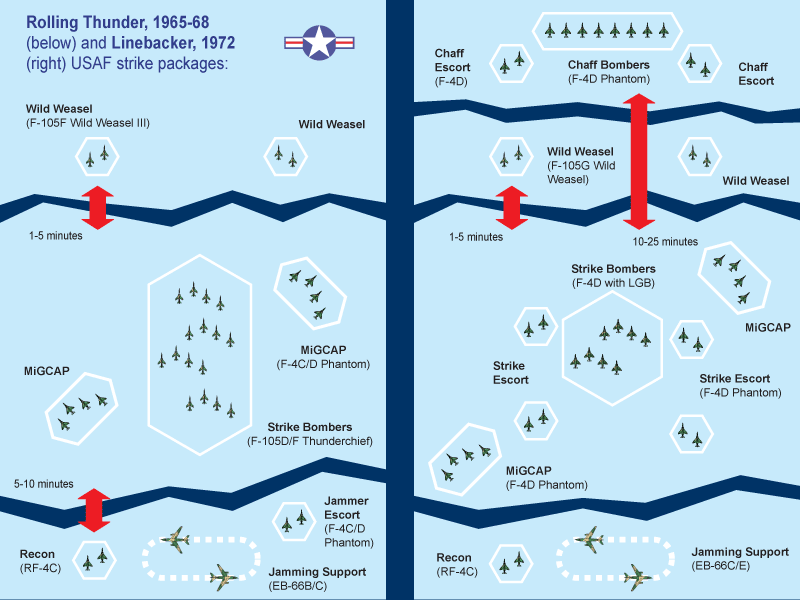 Rolling Thunder, 1965-68
(below) and Linebacker, 1972
(right) USAF strike packages:
Wild Weasel
(F-105F Wild Weasel III)
Wild Weasel
1-5 minutes
MiGCAP
(F-4C/D Phantom)
MiGCAP
Strike Bombers
(F-105D/F Thunderchief)
5-10 minutes
Jammer
Escort
(F-4C/D
Phantom)
Recon
(RF-4C)
Jamming Support
(EB-66B/C)
Chaff
Escort
(F-4D)
Chaff Bombers
(F-4D Phantom)
Chaff
Escort
Wild Weasel
(F-105G Wild
Weasel)
Wild Weasel
1-5 minutes
10-25 minutes
Strike Bombers
(F-4D with LGB)
MiGCAP
Strike
Escort
Strike Escort
(F-4D Phantom)
MiGCAP
(F-4D Phantom)
Recon
(RF-4C)
Jamming Support
(EB-66C/E)